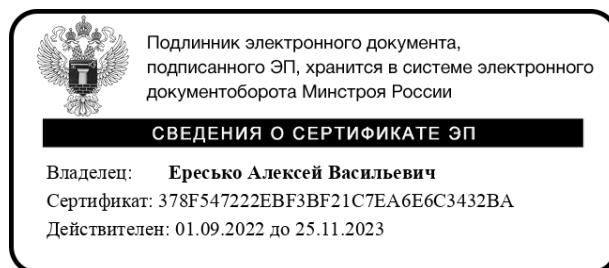 Подлинник электронного документа,
подписанного ЭП, хранится в системе электронного
документоборота Минстроя России
СВЕДЕНИЯ О СЕРТИФИКАТЕ ЭП
Владелец: Ересько Алексей Васильевич
Сертификат: 378F547222EBF3BF21C7EA6E6C3432BA
Действителен: 01.09.2022 до 25.11.2023